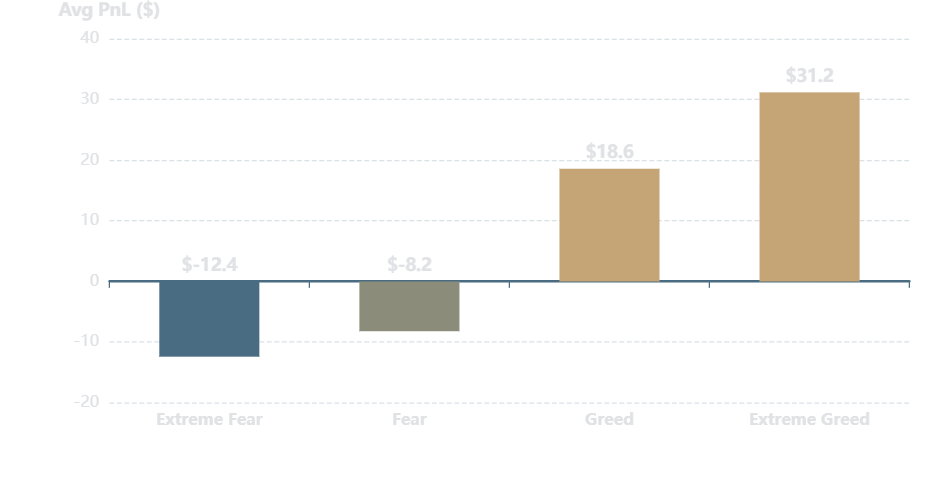 Avg PnL ($)
40
30
20
10
0
-10
-20
$-12.4
$-8.2
$18.6
$31.2
Extreme Fear
Fear
Greed
Extreme Greed